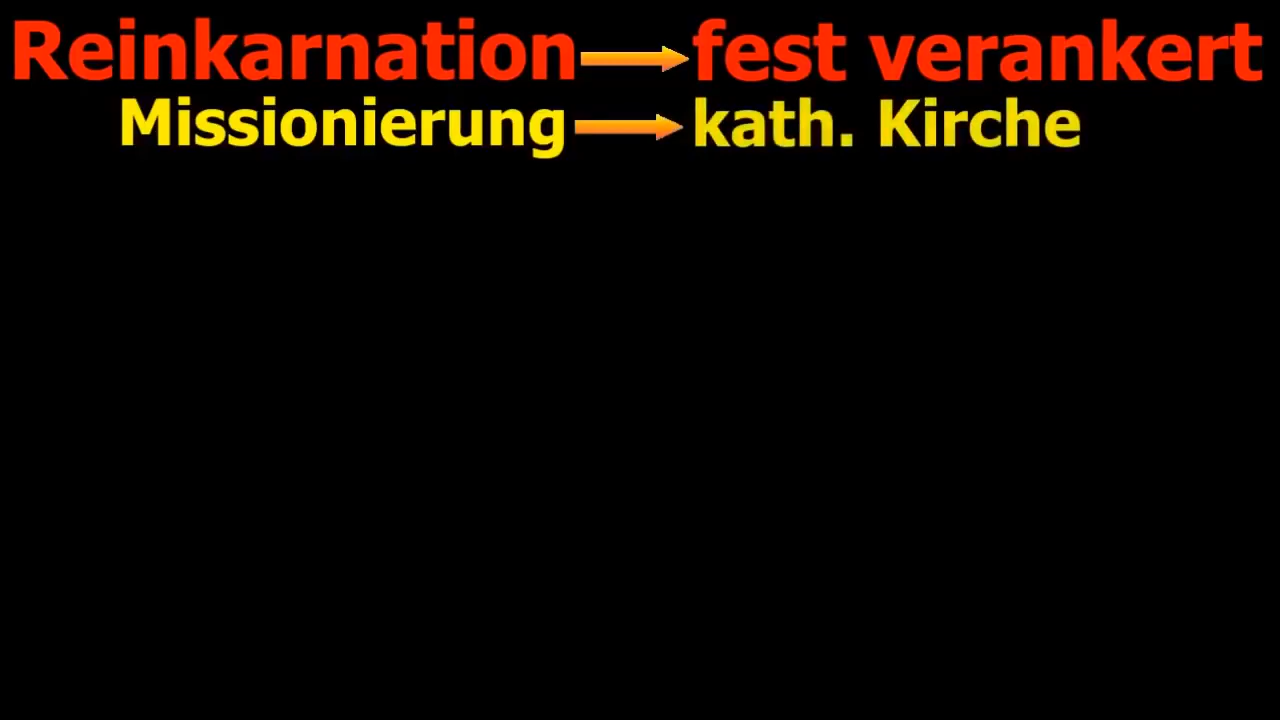 Reinkarnation → fest verankert
Missionierung → kath. Kirche